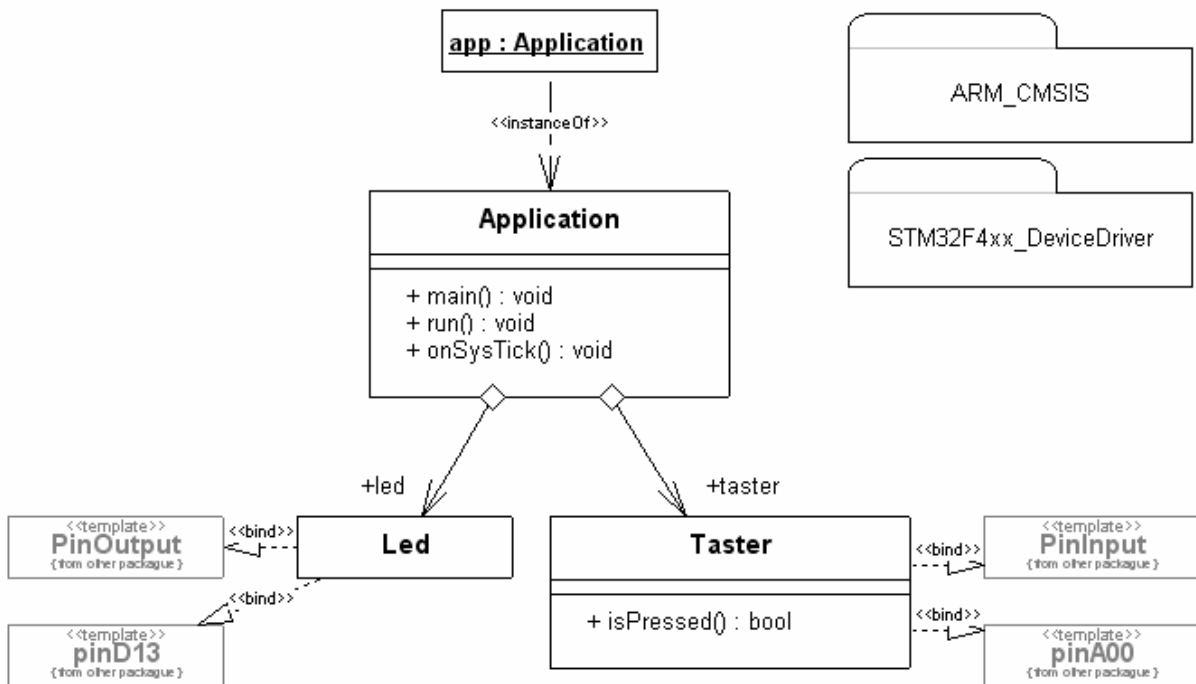 app : Application
<<instanceOf>>
ARM_CMSIS
STM32F4xx_DeviceDriver
Application
+ main() : void
+ run() : void
+ onSysTick() : void
+led
+taster
<<template>>
PinOutput
{from other packague}
<<bind>>
Led
<<bind>>
<<template>>
pinD13
{from other packague}
Taster
+ isPressed() : bool
<<bind>>
<<template>>
PinInput
{from other packague}
<<bind>>
<<template>>
pinA00
{from other packague}